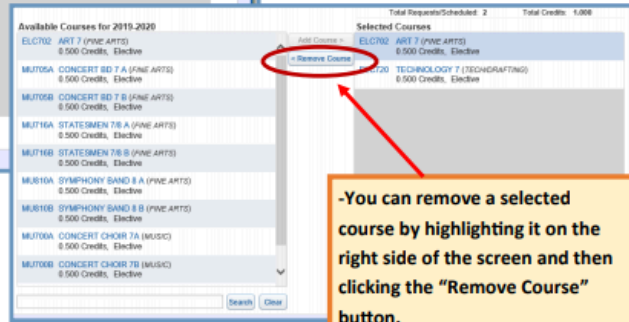 Total Requests/Scheduled: 2 Total Credits: 1.000
Available Courses for 2019-2020
Selected Courses
ELC702 ART 7 (FINE ARTS)
0.500 Credits, Elective
MU705A CONCERT BD 7 A (FINE ARTS)
0.500 Credits, Elective
MU705B CONCERT BD 7 B (FINE ARTS)
0.500 Credits, Elective
MU716A STATESMEN 7/8 A (FINE ARTS)
0.500 Credits, Elective
MU716B STATESMEN 7/8 B (FINE ARTS)
0.500 Credits, Elective
MU810A SYMPHONY BAND 8 A (FINE ARTS)
0.500 Credits, Elective
MU810B SYMPHONY BAND 8 B (FINE ARTS)
0.500 Credits, Elective
MU700A CONCERT CHOIR 7A (MUSIC)
0.500 Credits, Elective
MU700B CONCERT CHOIR 7B (MUSIC)
0.500 Credits, Elective
Search Clear
Add Course >
< Remove Course
ELC702 ART 7 (FINE ARTS)
0.500 Credits, Elective
TECHNOLOGY 7 (TECH/DRAFTING)
0.500 Credits, Elective
-You can remove a selected
course by highlighting it on the
right side of the screen and then
clicking the “Remove Course”
button.